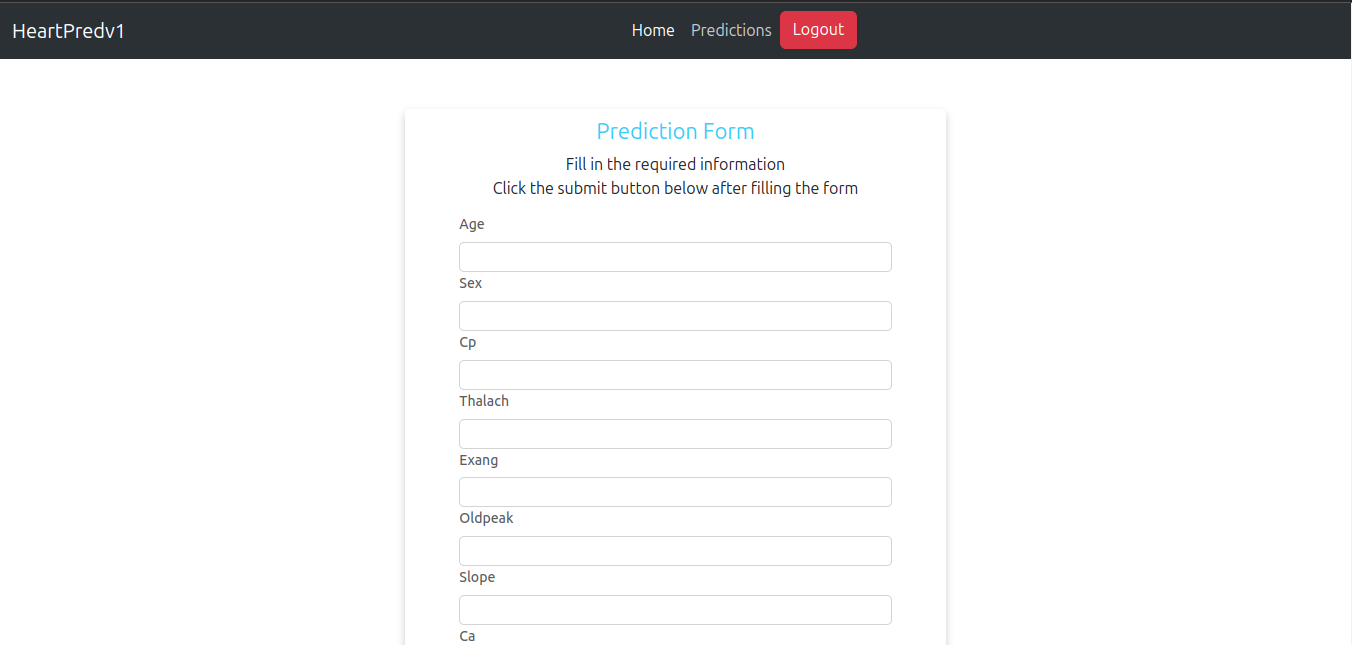 HeartPredv1
Home Predictions Logout
Prediction Form
Fill in the required information
Click the submit button below after filling the form
Age
Sex
Cp
Thalach
Exang
Oldpeak
Slope
Ca